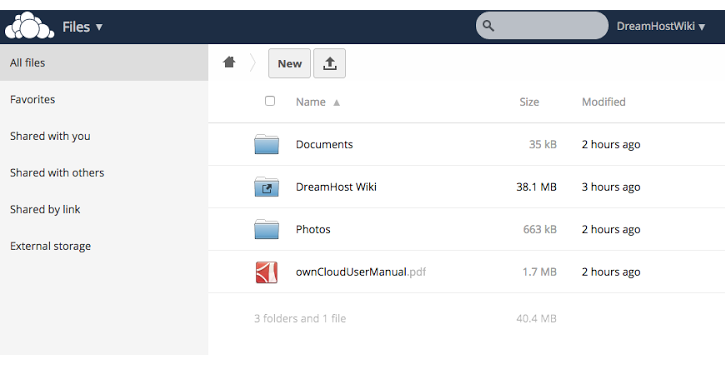 Files ▾
DreamHostWiki ▾
All files
Favorites
Shared with you
Shared with others
Shared by link
External storage
New
Name ▲ Size Modified
Documents 35 kB 2 hours ago
DreamHost Wiki 38.1 MB 3 hours ago
Photos 663 kB 2 hours ago
ownCloudUserManual.pdf 1.7 MB 2 hours ago
3 folders and 1 file 40.4 MB